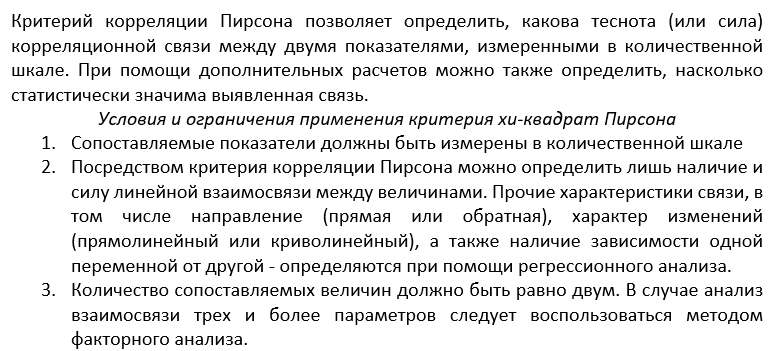 Критерий корреляции Пирсона позволяет определить, какова теснота (или сила)
корреляционной связи между двумя показателями, измеренными в количественной
шкале. При помощи дополнительных расчетов можно также определить, насколько
статистически значима выявленная связь.
Условия и ограничения применения критерия хи-квадрат Пирсона
1. Сопоставляемые показатели должны быть измерены в количественной шкале
2. Посредством критерия корреляции Пирсона можно определить лишь наличие и
силу линейной взаимосвязи между величинами. Прочие характеристики связи, в
том числе направление (прямая или обратная), характер изменений
(прямолинейный или криволинейный), а также наличие зависимости одной
переменной от другой - определяются при помощи регрессионного анализа.
3. Количество сопоставляемых величин должно быть равно двум. В случае анализ
взаимосвязи трех и более параметров следует воспользоваться методом
факторного анализа.